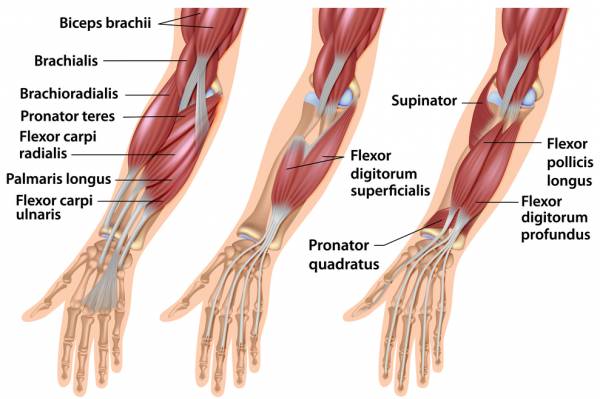 Biceps brachii
Brachialis
Brachioradialis
Pronator teres
Flexor carpi
radialis
Palmaris longus
Flexor carpi
ulnaris
Flexor
digitorum
superficialis
Supinator
Flexor
pollicis
longus
Flexor
digitorum
profundus
Pronator
quadratus